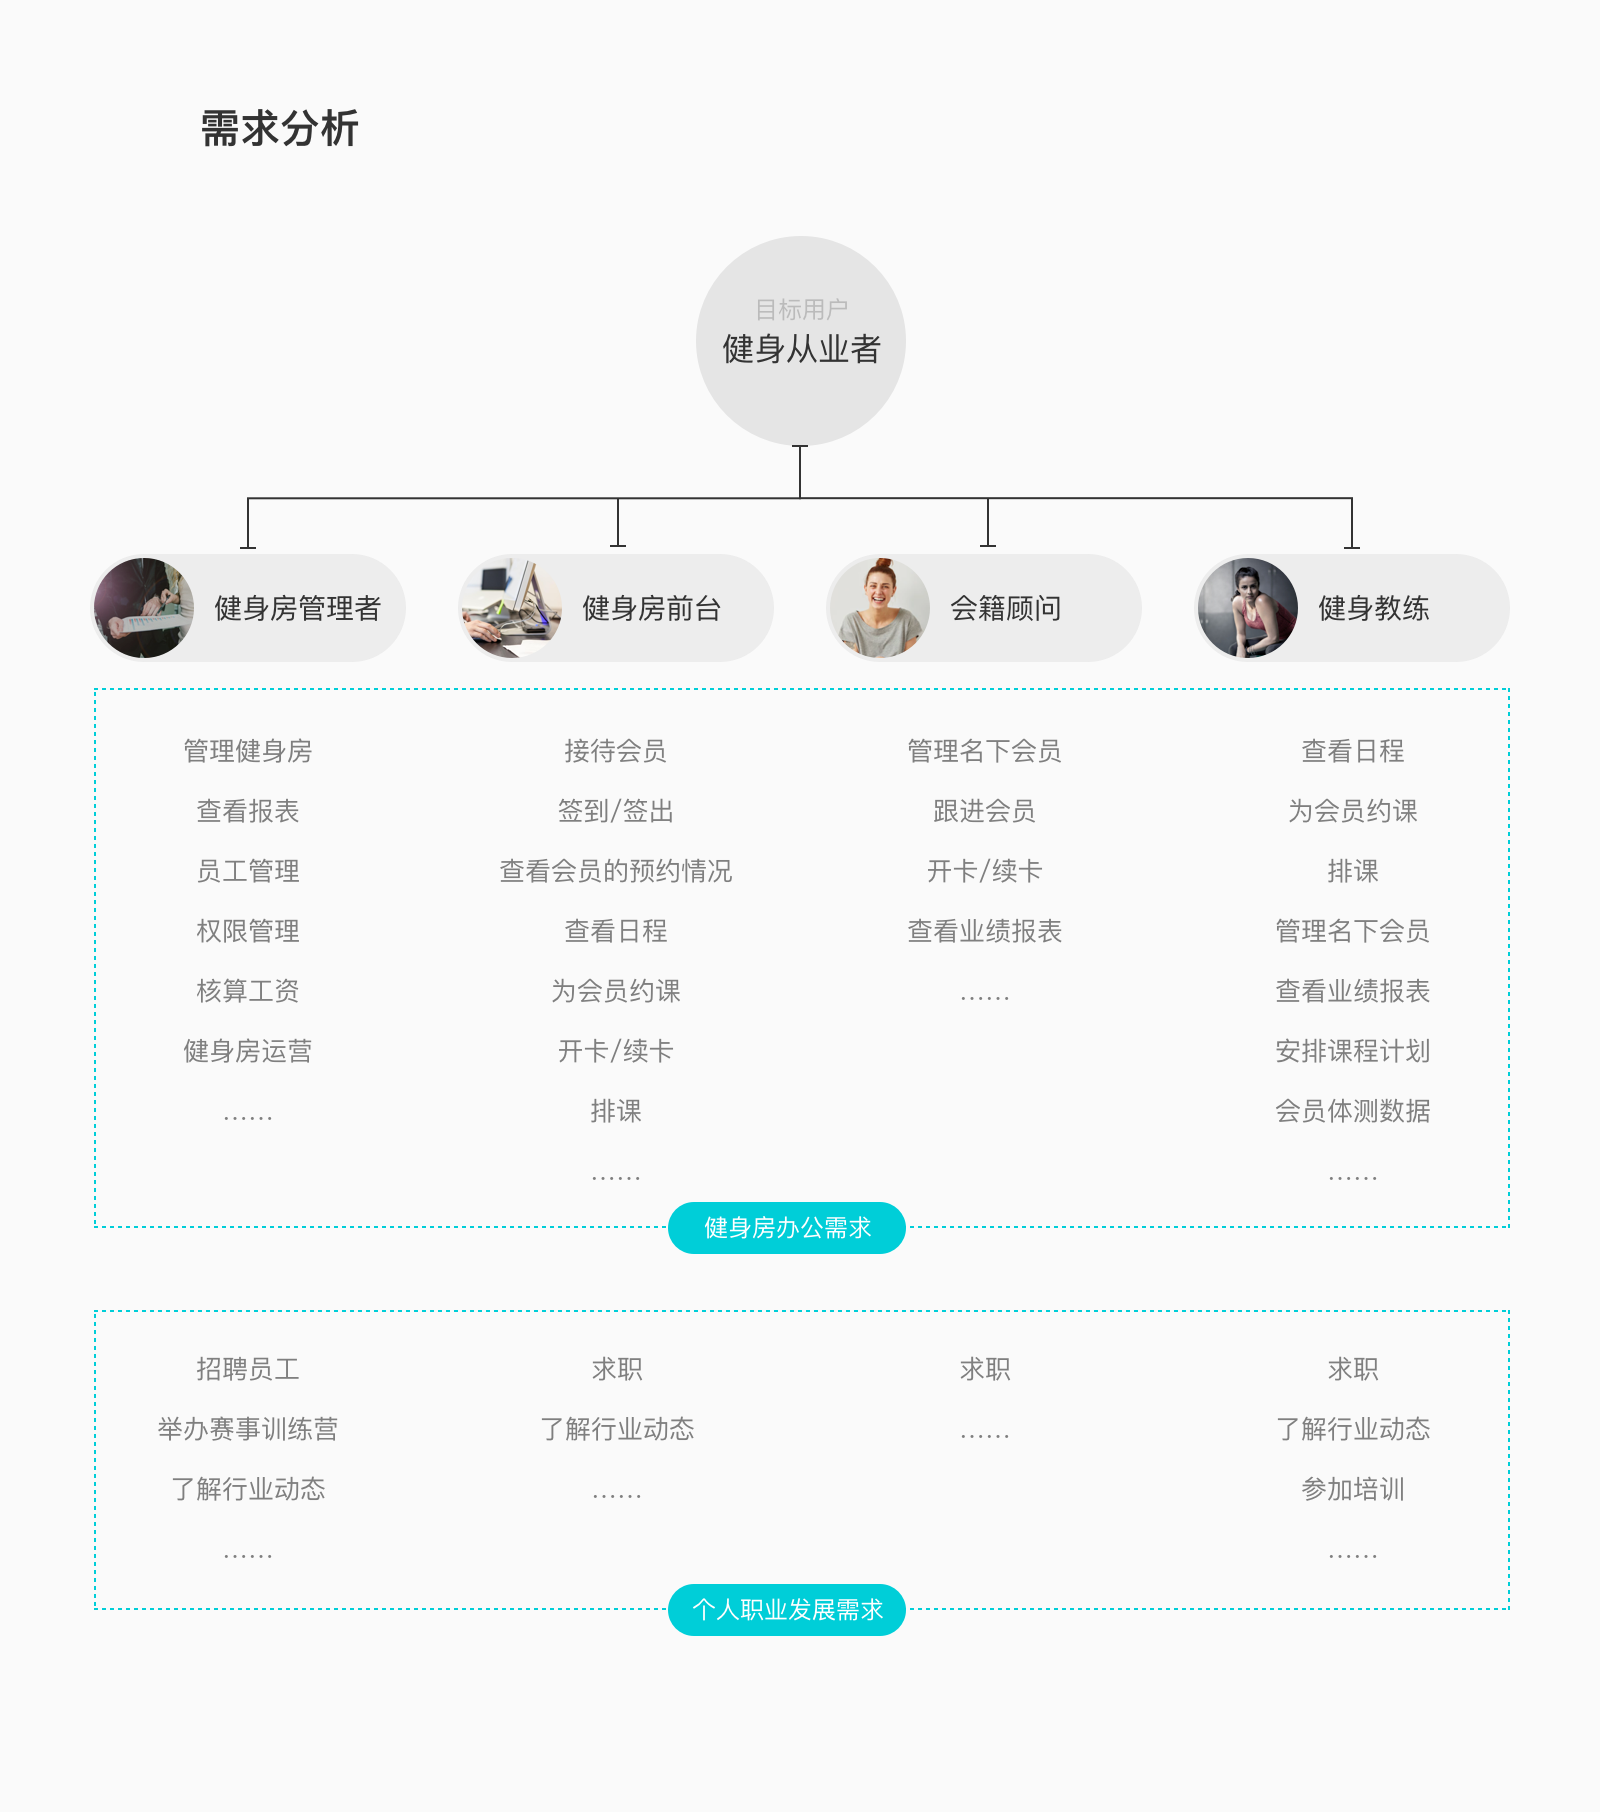 需求分析
目标用户
健身从业者
健身房管理者
健身房前台
会籍顾问
健身教练
管理健身房
查看报表
员工管理
权限管理
核算工资
健身房运营
……
接待会员
签到/签出
查看会员的预约情况
查看日程
为会员约课
开卡/续卡
排课
……
管理名下会员
跟进会员
开卡/续卡
查看业绩报表
……
查看日程
为会员约课
排课
管理名下会员
查看业绩报表
安排课程计划
会员体测数据
……
健身房办公需求
招聘员工
举办赛事训练营
了解行业动态
……
求职
了解行业动态
……
求职
……
求职
了解行业动态
参加培训
……
个人职业发展需求